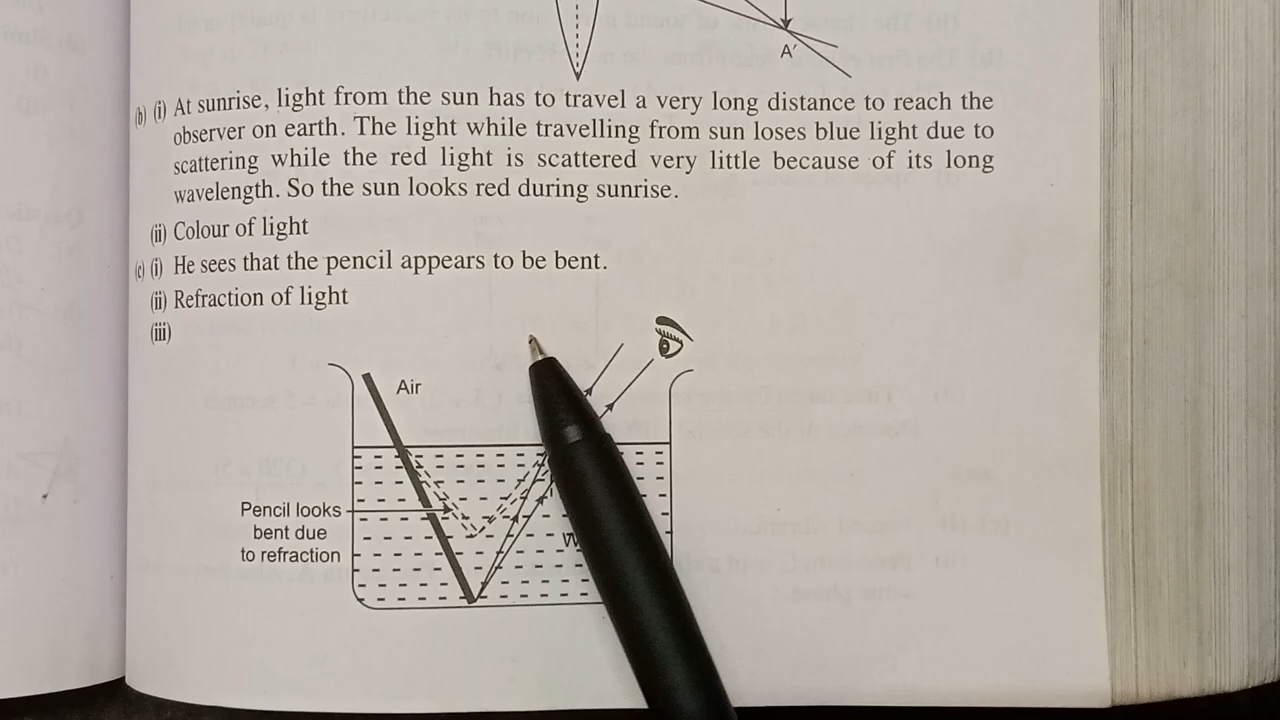 A′
(b) (i) At sunrise, light from the sun has to travel a very long distance to reach the
observer on earth. The light while travelling from sun loses blue light due to
scattering while the red light is scattered very little because of its long
wavelength. So the sun looks red during sunrise.
(ii) Colour of light
(c) (i) He sees that the pencil appears to be bent.
(ii) Refraction of light
(iii)
Air
Pencil looks
bent due
to refraction